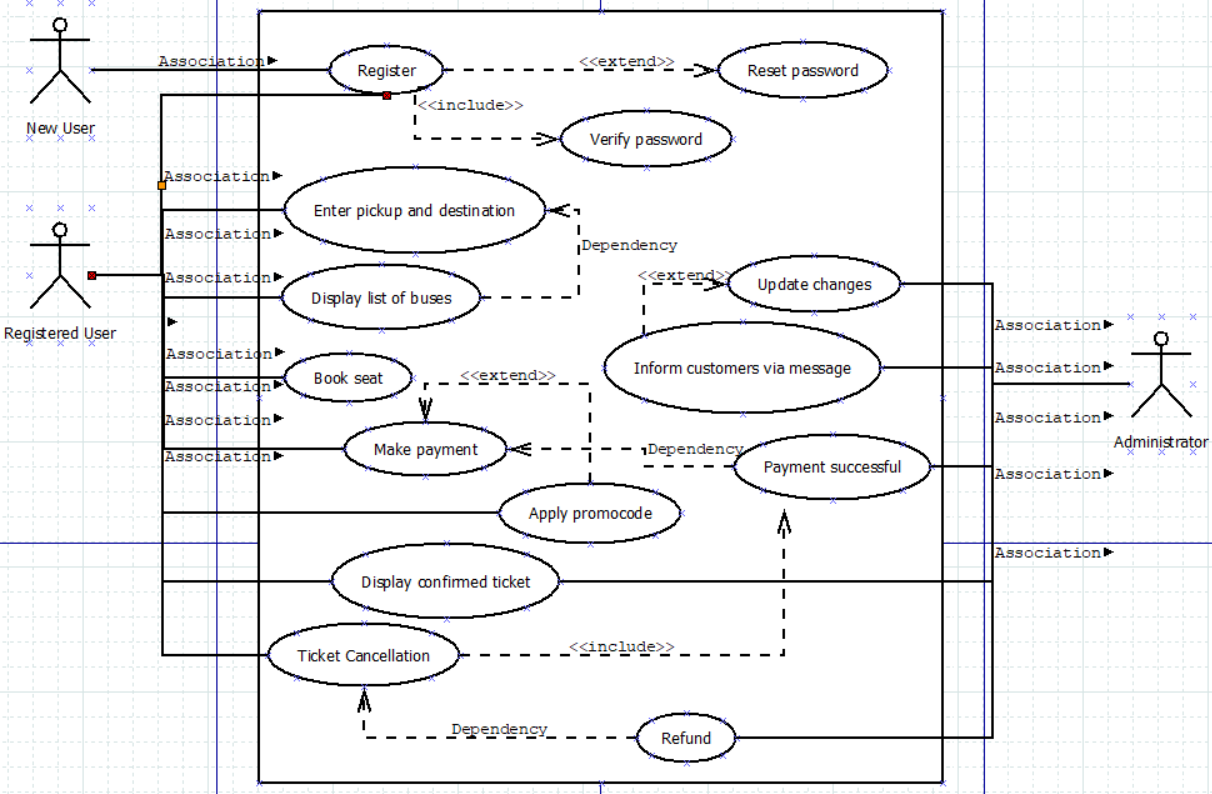 Association
Register
<<extend>>
Reset password
<<include>>
New User
Verify password
Association
Enter pickup and destination
Association
Dependency
Association
<<extend>>
Update changes
Display list of buses
Registered User
Association
Association
Inform customers via message
Association
Book seat
<<extend>>
Association
Association
Association
Administrator
Make payment
Dependency
Association
Payment successful
Association
Apply promocode
Association
Display confirmed ticket
Ticket Cancellation
<<include>>
Dependency
Refund